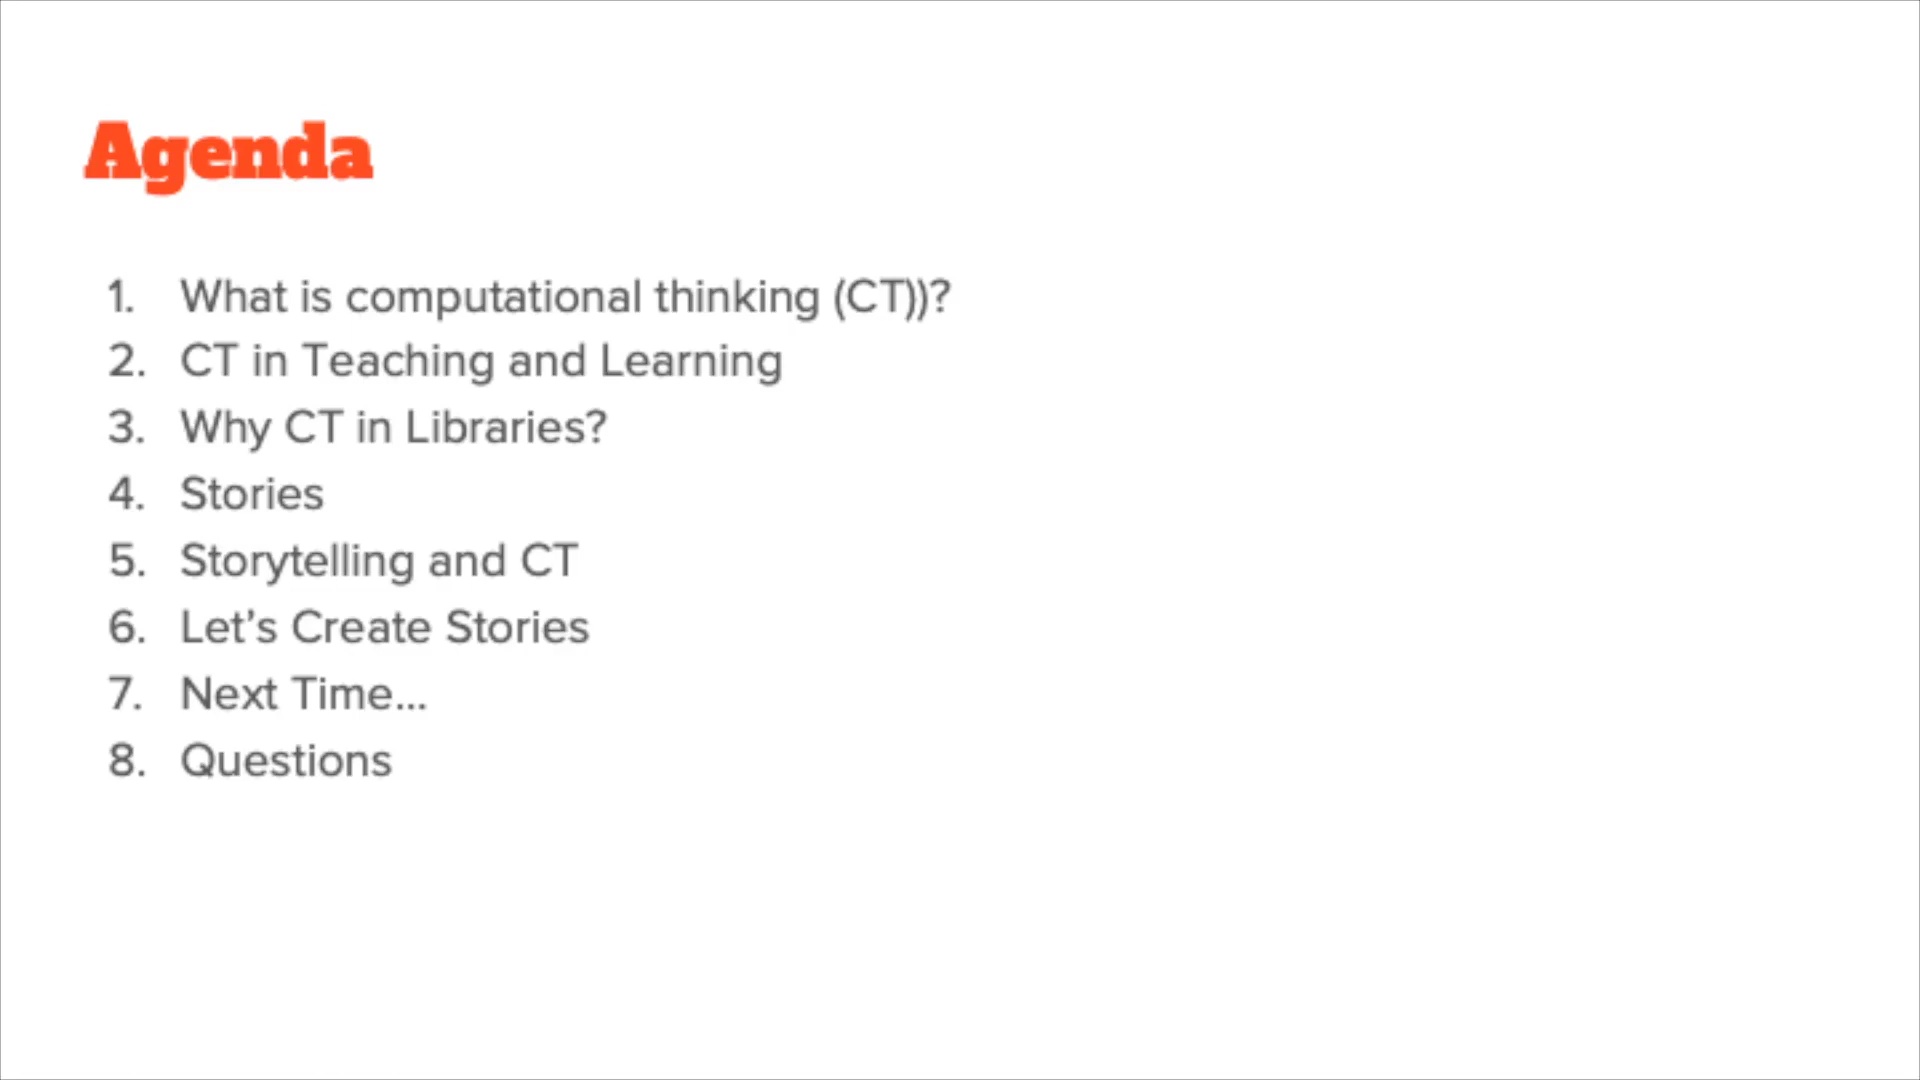 Agenda
1. What is computational thinking (CT))?
2. CT in Teaching and Learning
3. Why CT in Libraries?
4. Stories
5. Storytelling and CT
6. Let’s Create Stories
7. Next Time...
8. Questions